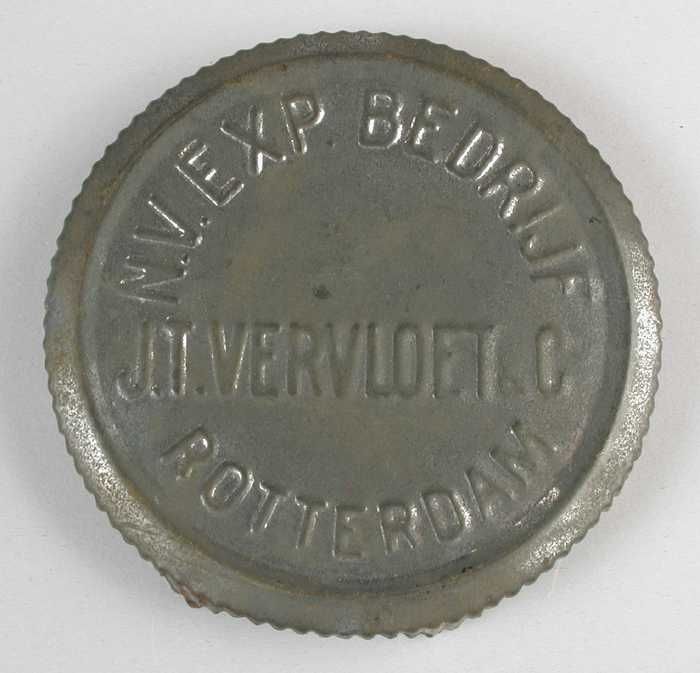 N.V. EXP. BEDRIJF
J.T. VERVLOET & C
ROTTERDAM